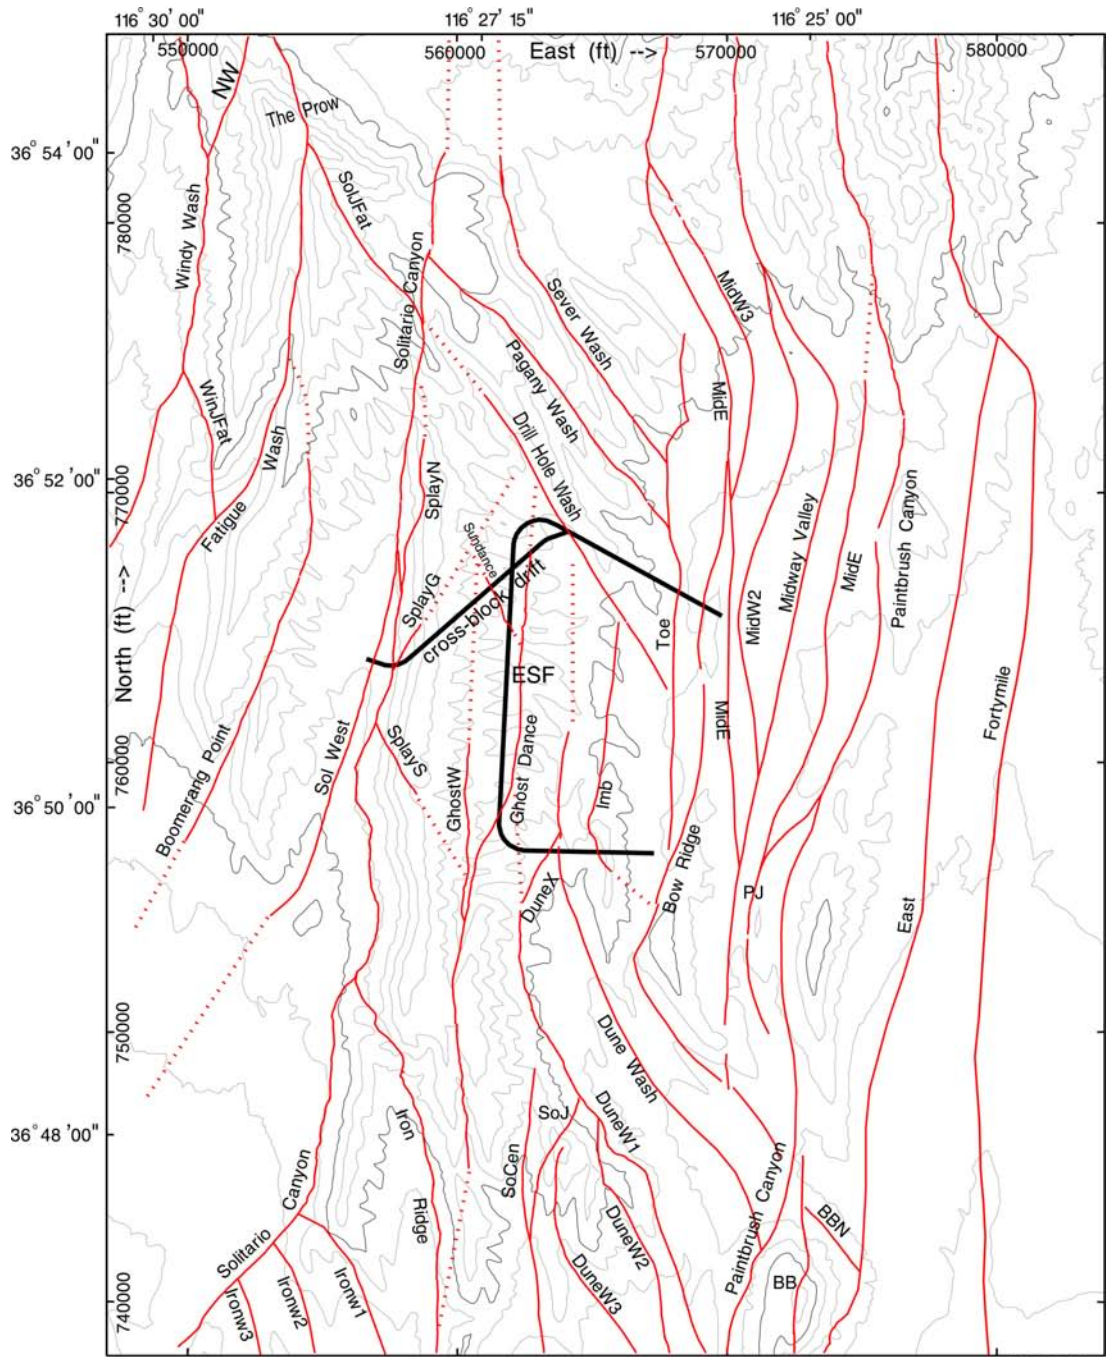 116° 30' 00"
116° 27' 15"
116° 25' 00"
550000
560000
East (ft) -->
570000
580000
NW
The Prow
36° 54' 00"
SolJFat
Windy Wash
780000
Solitario Canyon
Sever Wash
MidW3
Pagany Wash
WinJFat
MidE
Wash
Drill Hole Wash
36° 52' 00"
770000
SplayN
Fatigue
Paintbrush Canyon
Midway Valley
Sundance
MidE
cross-block drift
SplayG
MidW2
Toe
North (ft) -->
ESF
Fortymile
MidE
Sol West
SplayS
Boomerang Point
760000
GhostW
Ghost Dance
Imb
36° 50' 00"
Bow Ridge
DuneX
PJ
East
750000
Dune Wash
36° 48' 00"
Iron
SoJ
DuneW1
SoCen
Canyon
Paintbrush Canyon
Ridge
BBN
DuneW2
Solitario
BB
740000
Ironw3
Ironw2
Ironw1
DuneW3